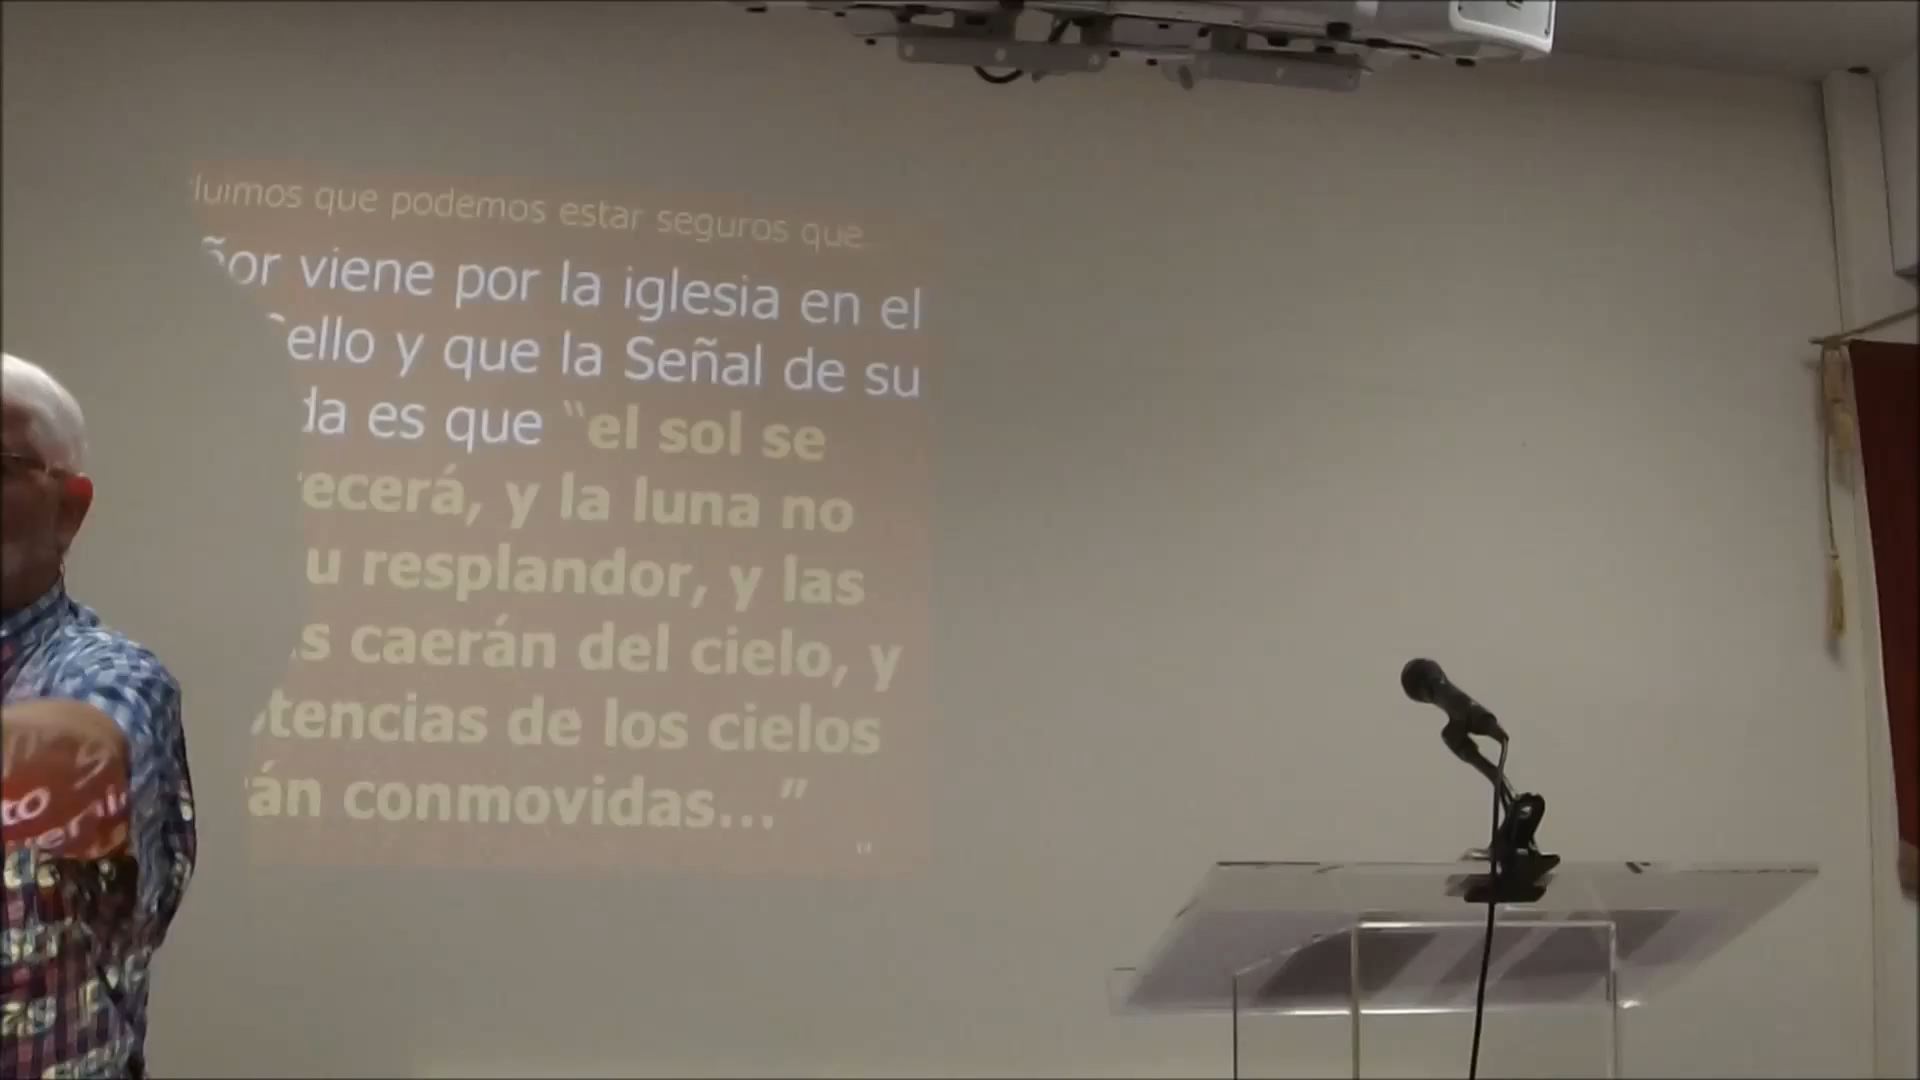 luimos que podemos estar seguros que...
ñor viene por la iglesia en el
ello y que la Señal de su
da es que "el sol se
ecerá, y la luna no
u resplandor, y las
s caerán del cielo, y
tencias de los cielos
án conmovidas..."
to